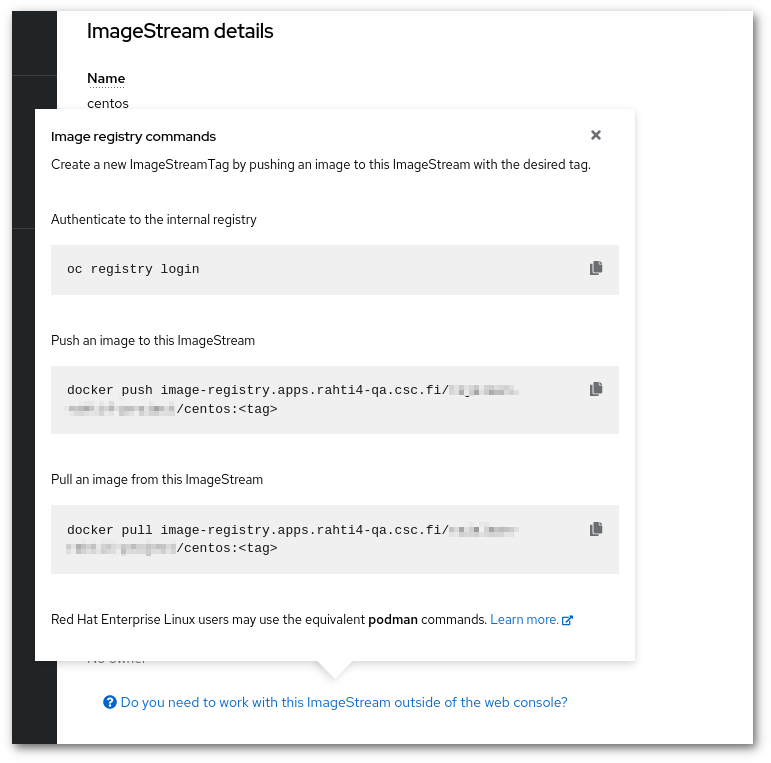 ImageStream details
Name
centos
Image registry commands
Create a new ImageStreamTag by pushing an image to this ImageStream with the desired tag.
Authenticate to the internal registry
oc registry login
Push an image to this ImageStream
docker push image-registry.apps.rahti4-qa.csc.fi/
/centos:<tag>
Pull an image from this ImageStream
docker pull image-registry.apps.rahti4-qa.csc.fi/
/centos:<tag>
Red Hat Enterprise Linux users may use the equivalent podman commands. Learn more.
No owner
Do you need to work with this ImageStream outside of the web console?